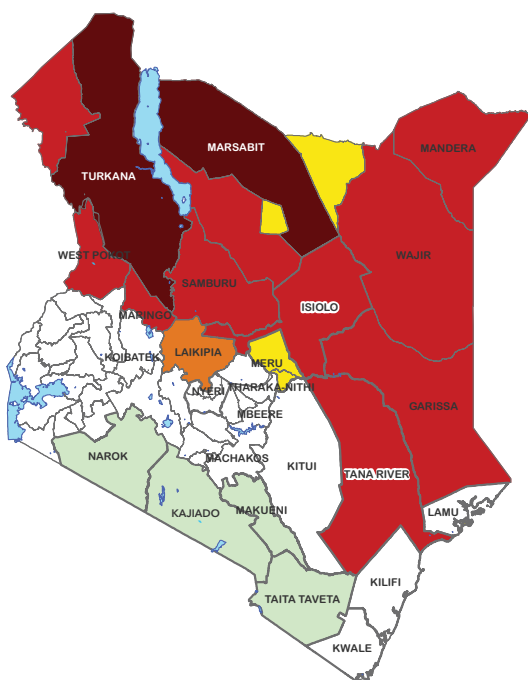 MARSABIT
MANDERA
TURKANA
WEST POKOT
WAJIR
SAMBURU
ISIOLO
MARINGO
KOIBATEK
LAIKIPIA
MERU
NYERI
THARAKA-NITHI
MBEERE
GARISSA
NAROK
MACHAKOS
KITUI
TANA RIVER
KAJIADO
MAKUENI
LAMU
KILIFI
TAITA TAVETA
KWALE